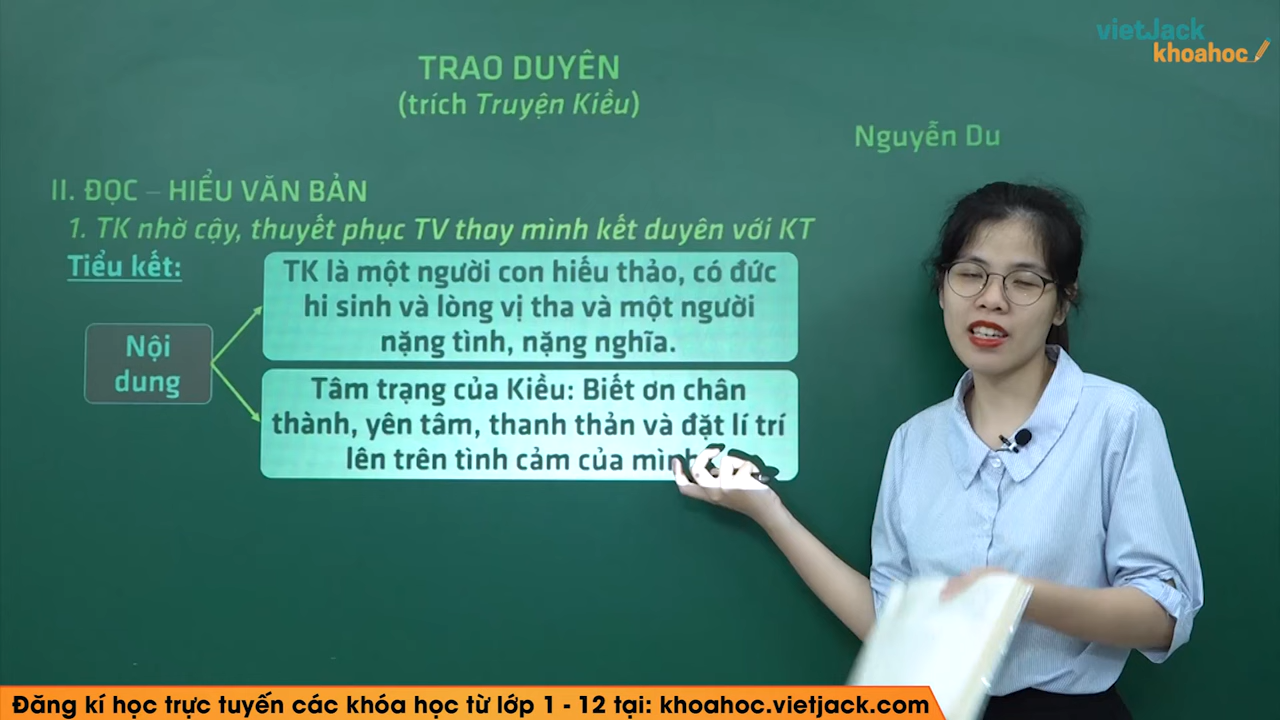 vietJack
khoahoc
TRAO DUYÊN
(trích Truyện Kiều)
Nguyễn Du
II. ĐỌC – HIỂU VĂN BẢN
1. TK nhờ cậy, thuyết phục TV thay mình kết duyên với KT
Tiểu kết:
TK là một người con hiếu thảo, có đức
hi sinh và lòng vị tha và một người
nặng tình, nặng nghĩa.
Nội
dung
Tâm trạng của Kiều: Biết ơn chân
thành, yên tâm, thanh thản và đặt lí trí
lên trên tình cảm của mình
Đăng kí học trực tuyến các khóa học từ lớp 1 - 12 tại: khoahoc.vietjack.com